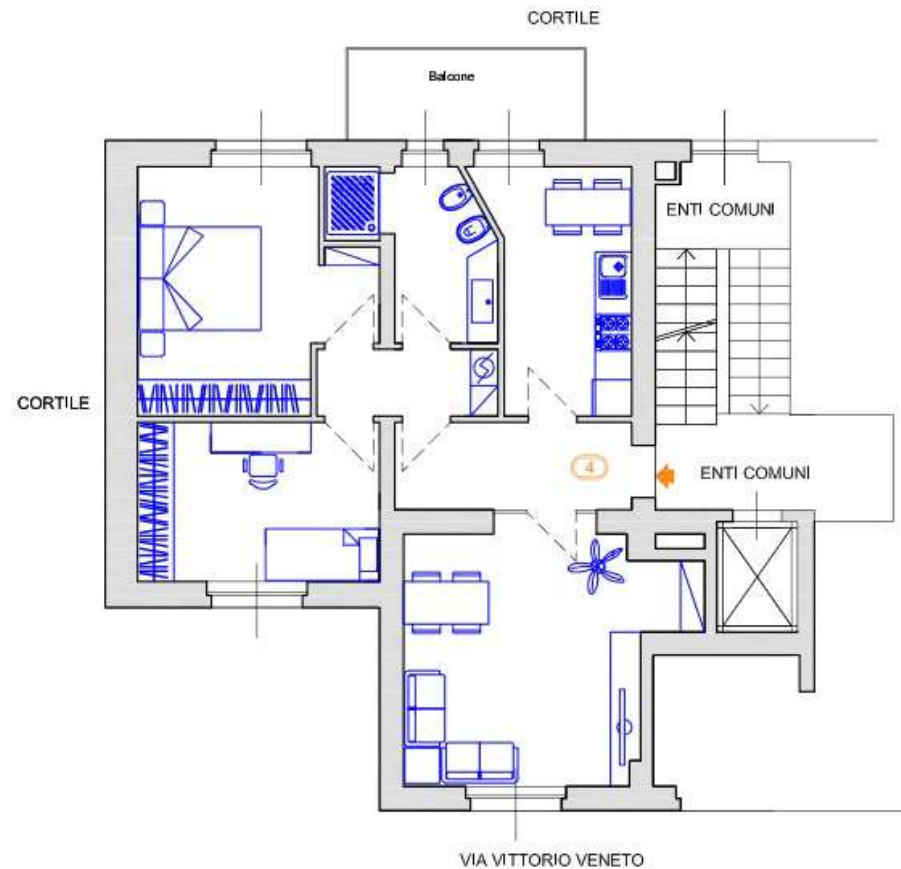 CORTILE
Balcone
ENTI COMUNI
CORTILE
4
ENTI COMUNI
VIA VITTORIO VENETO